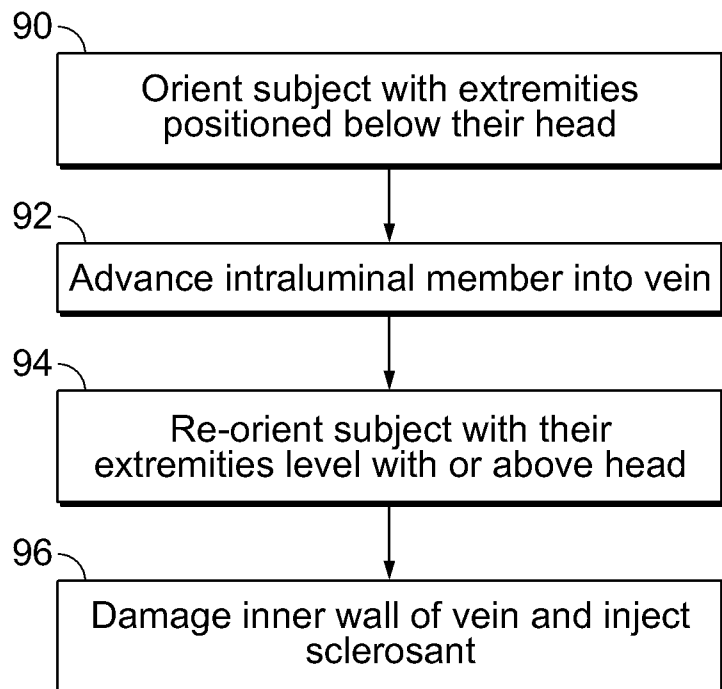 90
Orient subject with extremities
positioned below their head
92
Advance intraluminal member into vein
94
Re-orient subject with their
extremities level with or above head
96
Damage inner wall of vein and inject
sclerosant